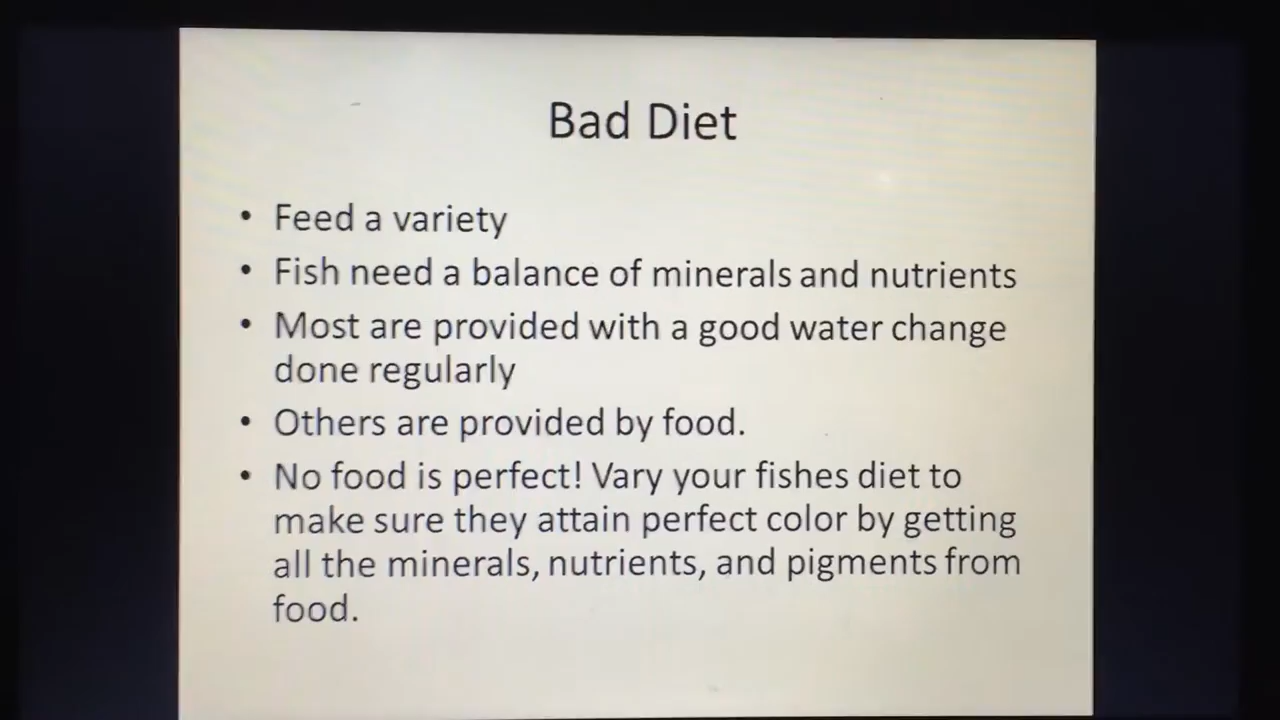 Bad Diet
• Feed a variety
• Fish need a balance of minerals and nutrients
• Most are provided with a good water change
done regularly
• Others are provided by food.
• No food is perfect! Vary your fishes diet to
make sure they attain perfect color by getting
all the minerals, nutrients, and pigments from
food.